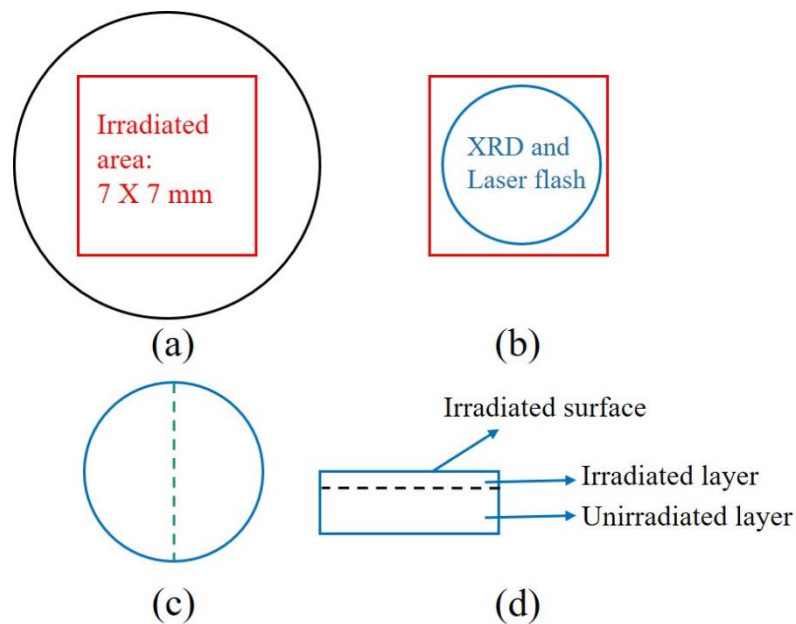 Irradiated
area:
7 X 7 mm
XRD and
Laser flash
(a)
(b)
Irradiated surface
Irradiated layer
Unirradiated layer
(c)
(d)